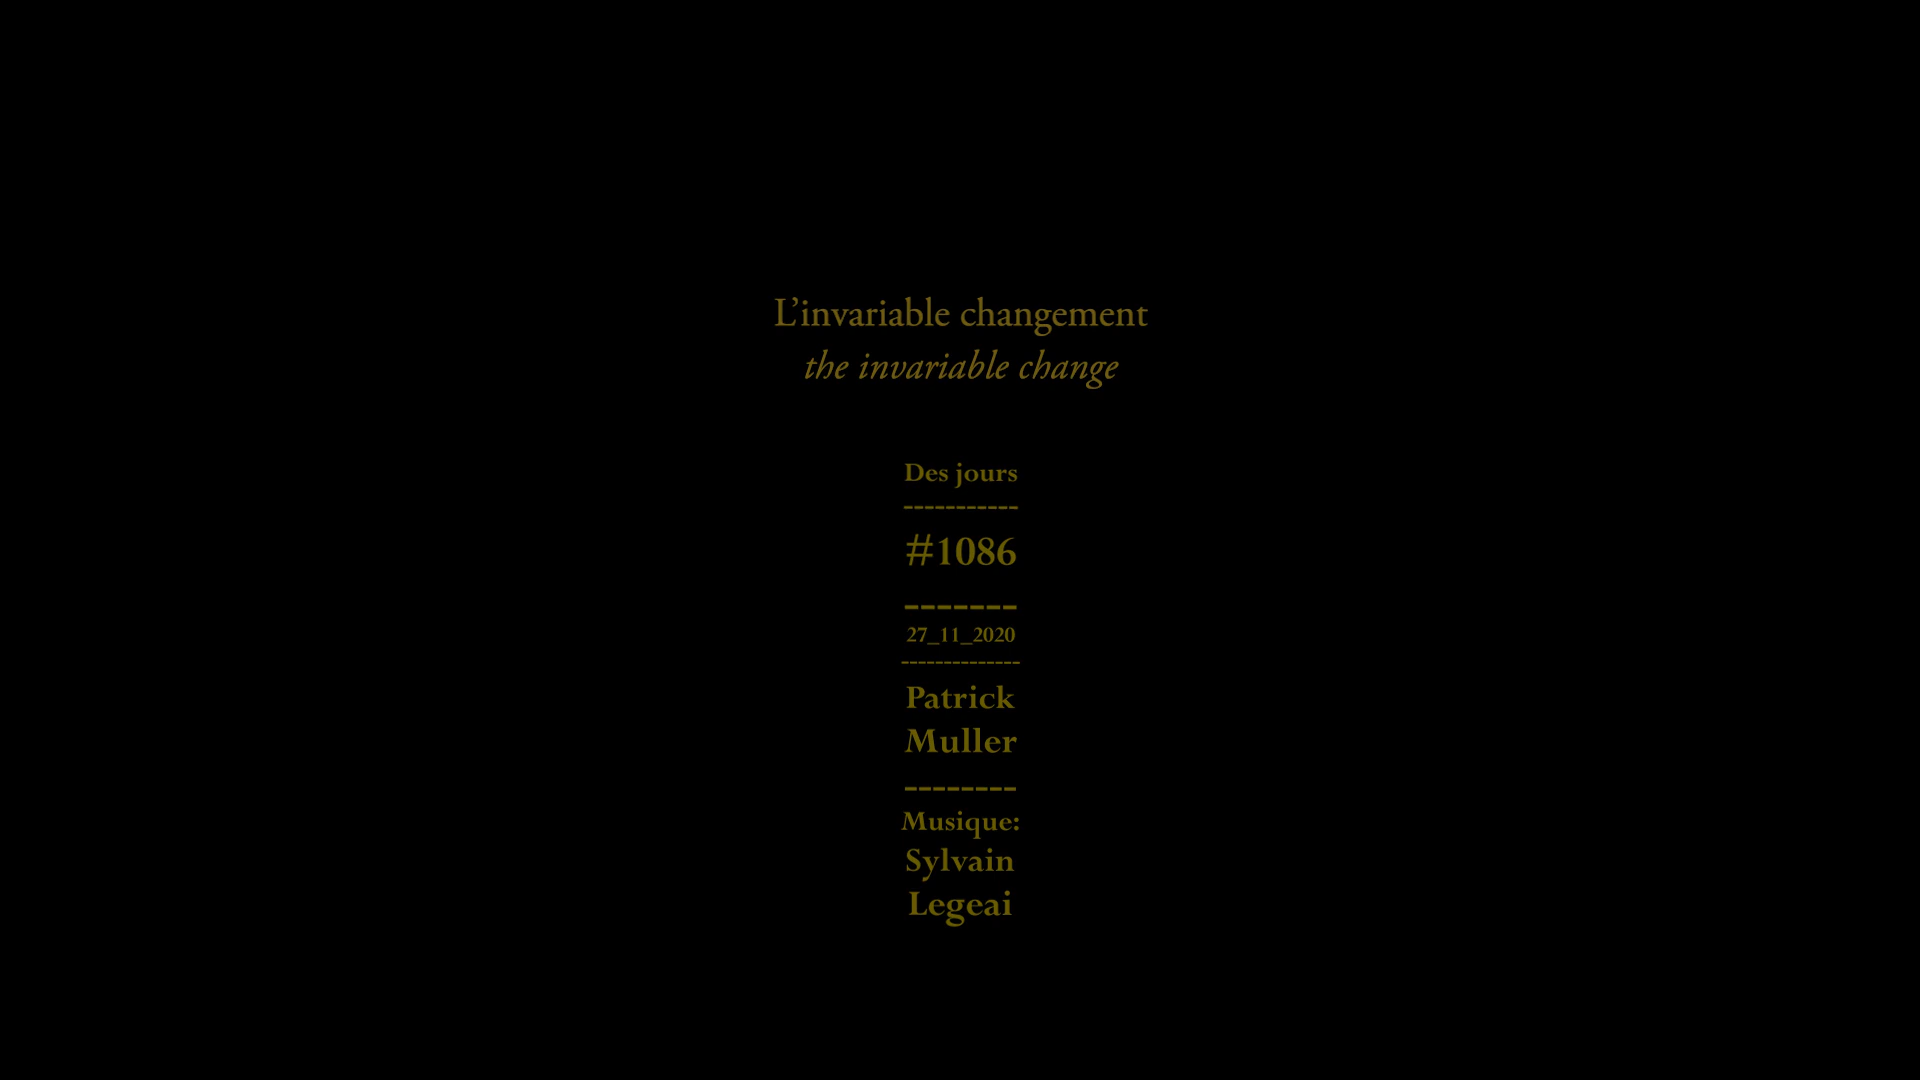 L’invariable changement
the invariable change
Des jours
-----------
#1086
-------
27_11_2020
--------------
Patrick
Muller
--------
Musique:
Sylvain
Legeai